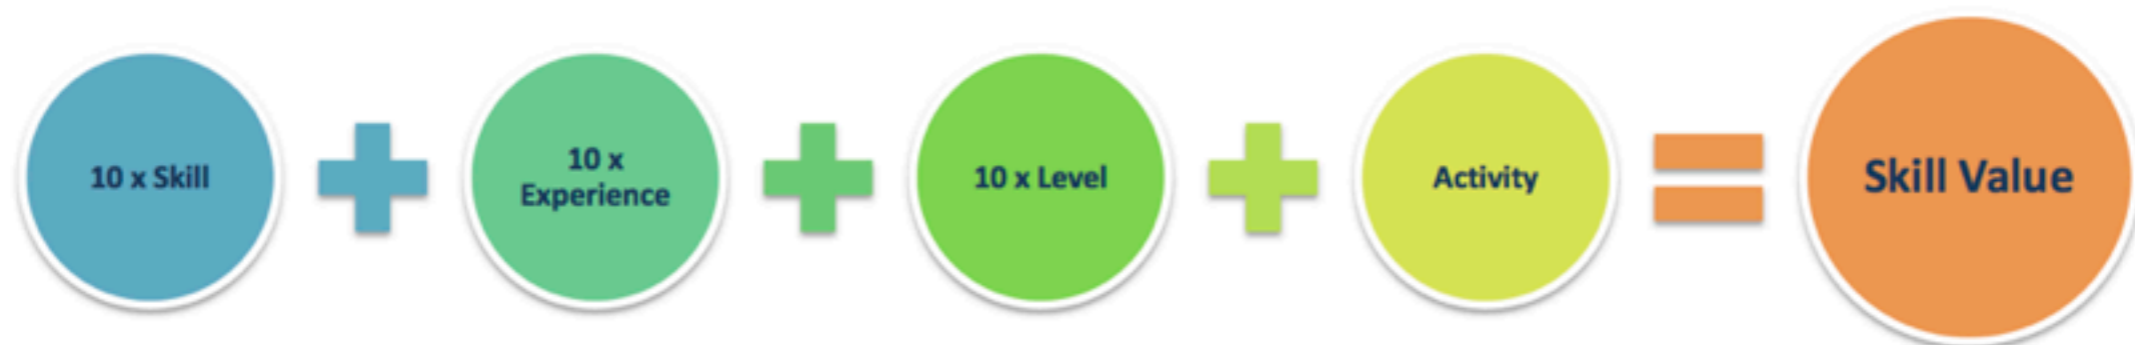 10 x Skill
10 x
Experience
10 x Level
Activity
Skill Value